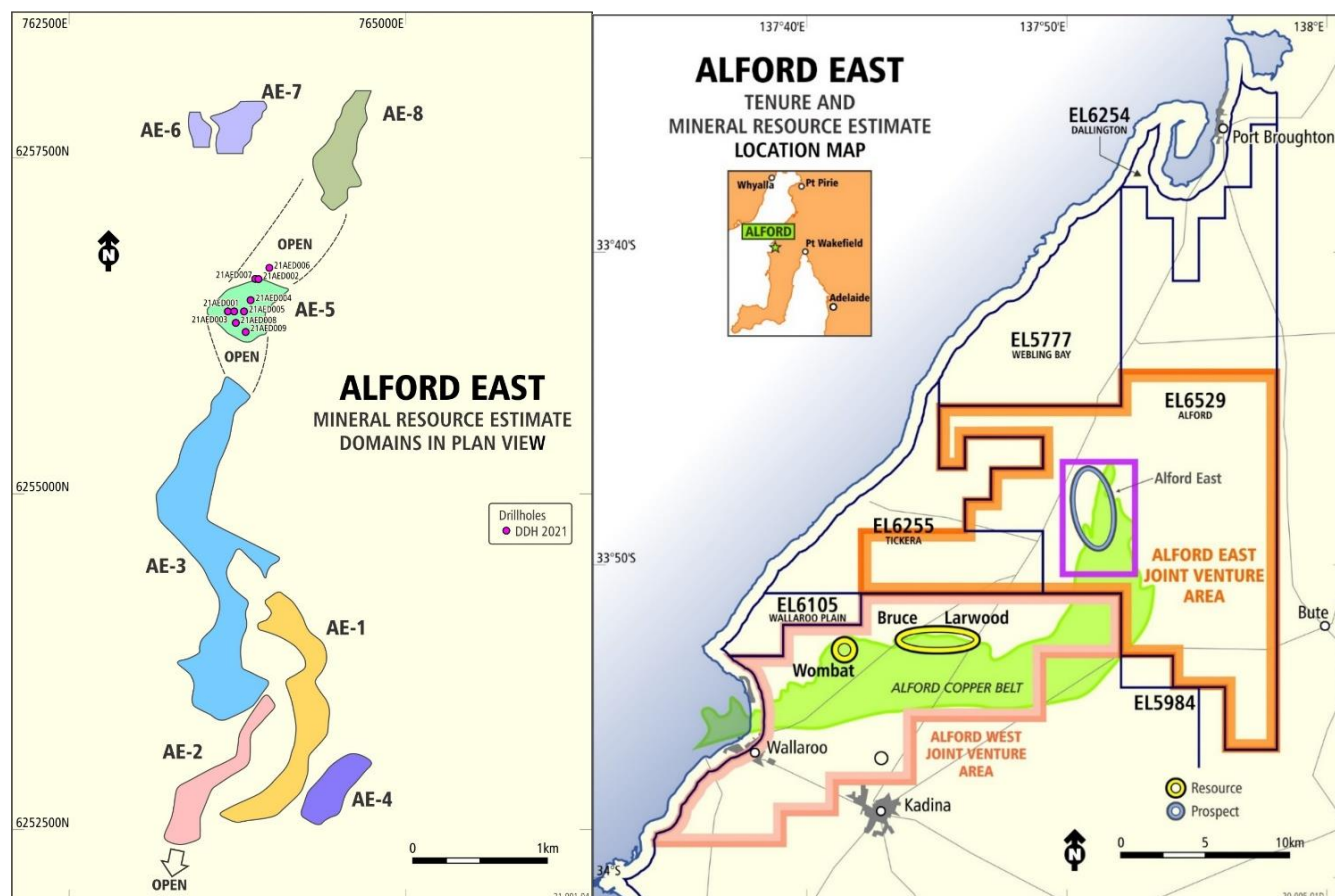 762500E
765000E
AE-7
AE-6
AE-8
6257500N
N
OPEN
21AED006
21AED007
21AED002
21AED004
21AED001
21AED005
AE-5
21AED003
21AED008
21AED009
OPEN
ALFORD EAST
MINERAL RESOURCE ESTIMATE
DOMAINS IN PLAN VIEW
6255000N
Drillholes
DDH 2021
AE-3
AE-1
AE-2
AE-4
6252500N
0 1km
OPEN
137°40'E
137°50'E
138°E
ALFORD EAST
TENURE AND
MINERAL RESOURCE ESTIMATE
LOCATION MAP
Whyalla
Pt Pirie
ALFORD
Pt Wakefield
Adelaide
EL6254
DALLINGTON
Port Broughton
33°40'S
EL5777
WEBLING BAY
EL6529
ALFORD
Alford East
EL6255
TICKERA
33°50'S
ALFORD EAST
JOINT VENTURE
AREA
EL6105
WALLAROO PLAIN
Bruce Larwood
Bute
Wombat
ALFORD COPPER BELT
EL5984
Wallaroo
ALFORD WEST
JOINT VENTURE
AREA
Resource
Prospect
Kadina
N
0 5 10km
34°S